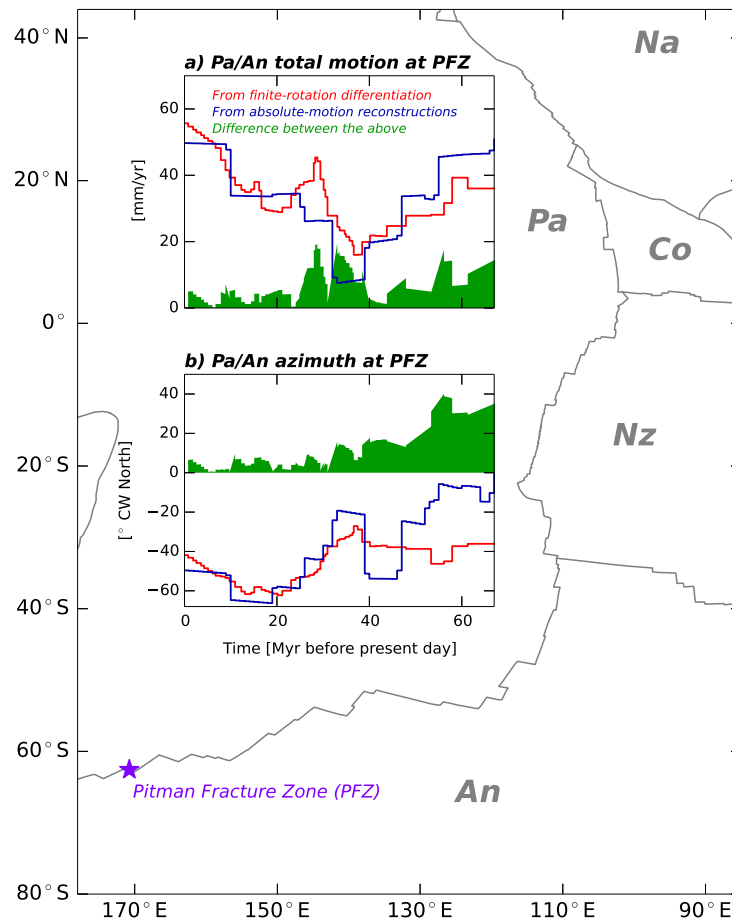 40°N
20°N
0°
20°S
40°S
60°S
80°S
170°E
150°E
130°E
110°E
90°E
Na
Pa
Co
Nz
An
a) Pa/An total motion at PFZ
From finite-rotation differentiation
From absolute-motion reconstructions
Difference between the above
[mm/yr]
60
40
20
0
b) Pa/An azimuth at PFZ
[° CW North]
40
20
0
−20
−40
−60
0
20
40
60
Time [Myr before present day]
Pitman Fracture Zone (PFZ)